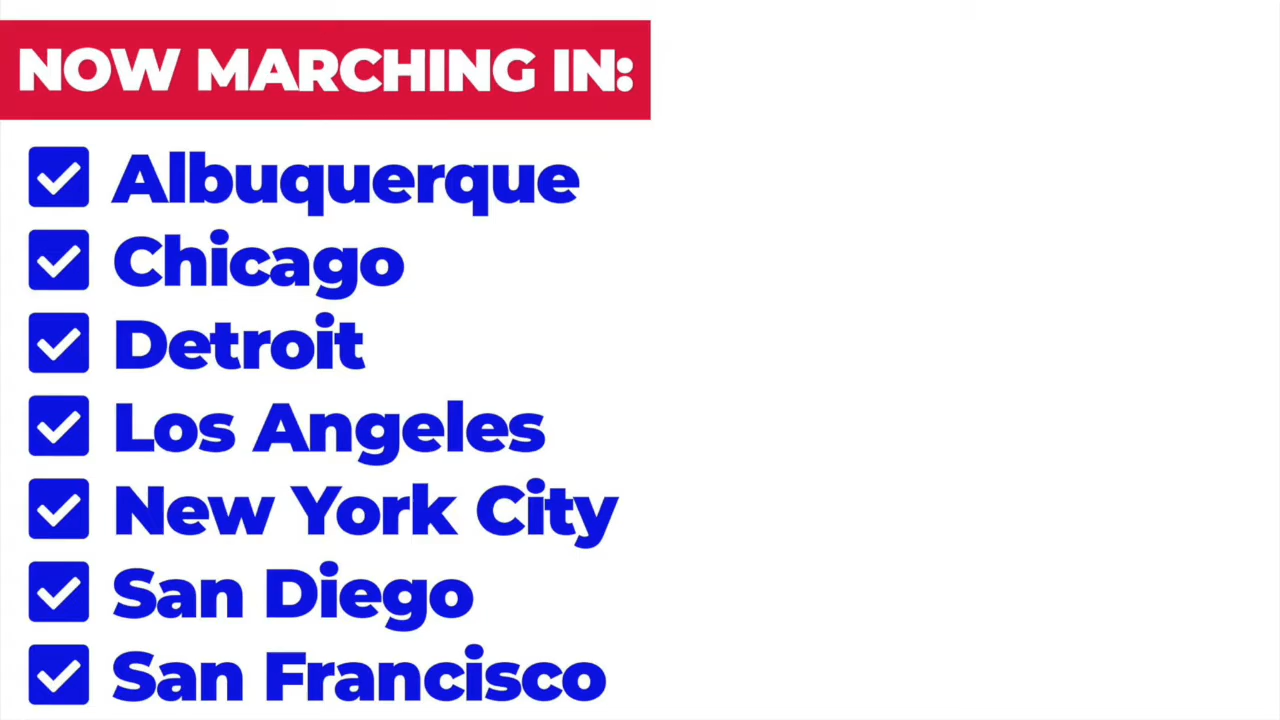 NOW MARCHING IN:
Albuquerque
Chicago
Detroit
Los Angeles
New York City
San Diego
San Francisco